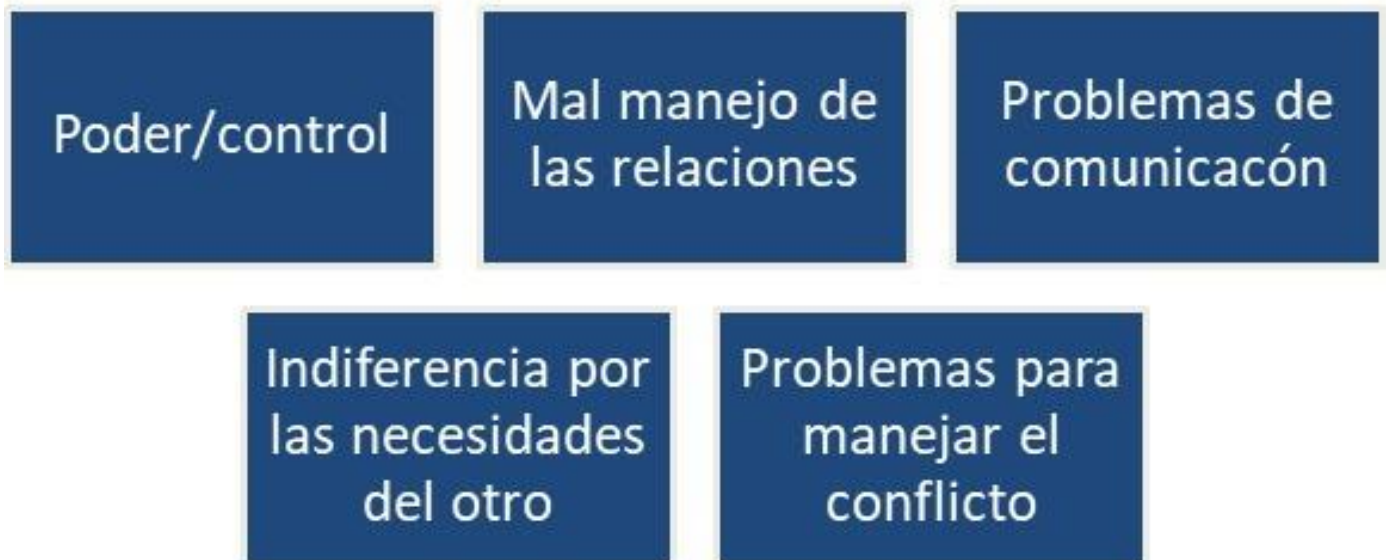 Poder/control
Mal manejo de
las relaciones
Problemas de
comunicacón
Indiferencia por
las necesidades
del otro
Problemas para
manejar el
conflicto